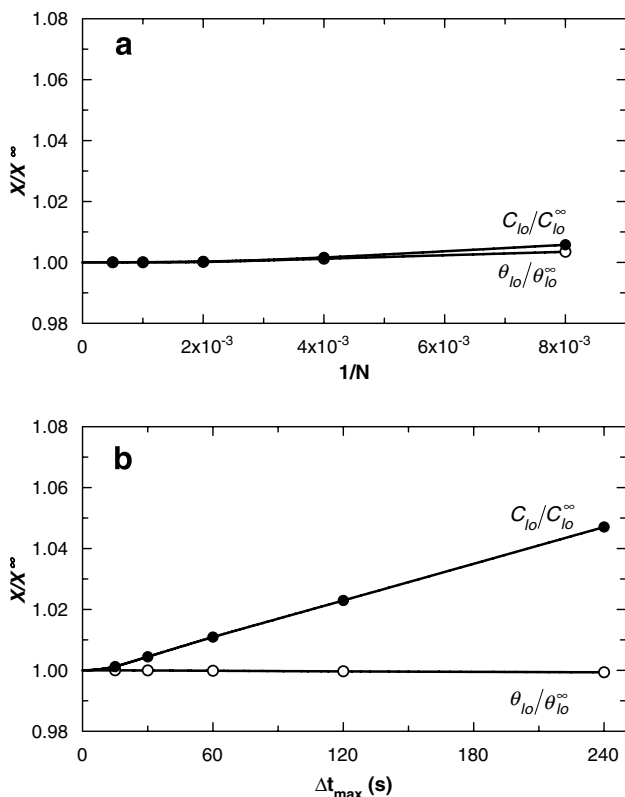 a
1.08
1.06
1.04
1.02
1.00
0.98
X/X∞
C_lo/C_lo^∞
θ_lo/θ_lo^∞
0 2x10⁻³ 4x10⁻³ 6x10⁻³ 8x10⁻³
1/N
b
1.08
1.06
1.04
1.02
1.00
0.98
X/X∞
C_lo/C_lo^∞
θ_lo/θ_lo^∞
0 60 120 180 240
Δt_max (s)